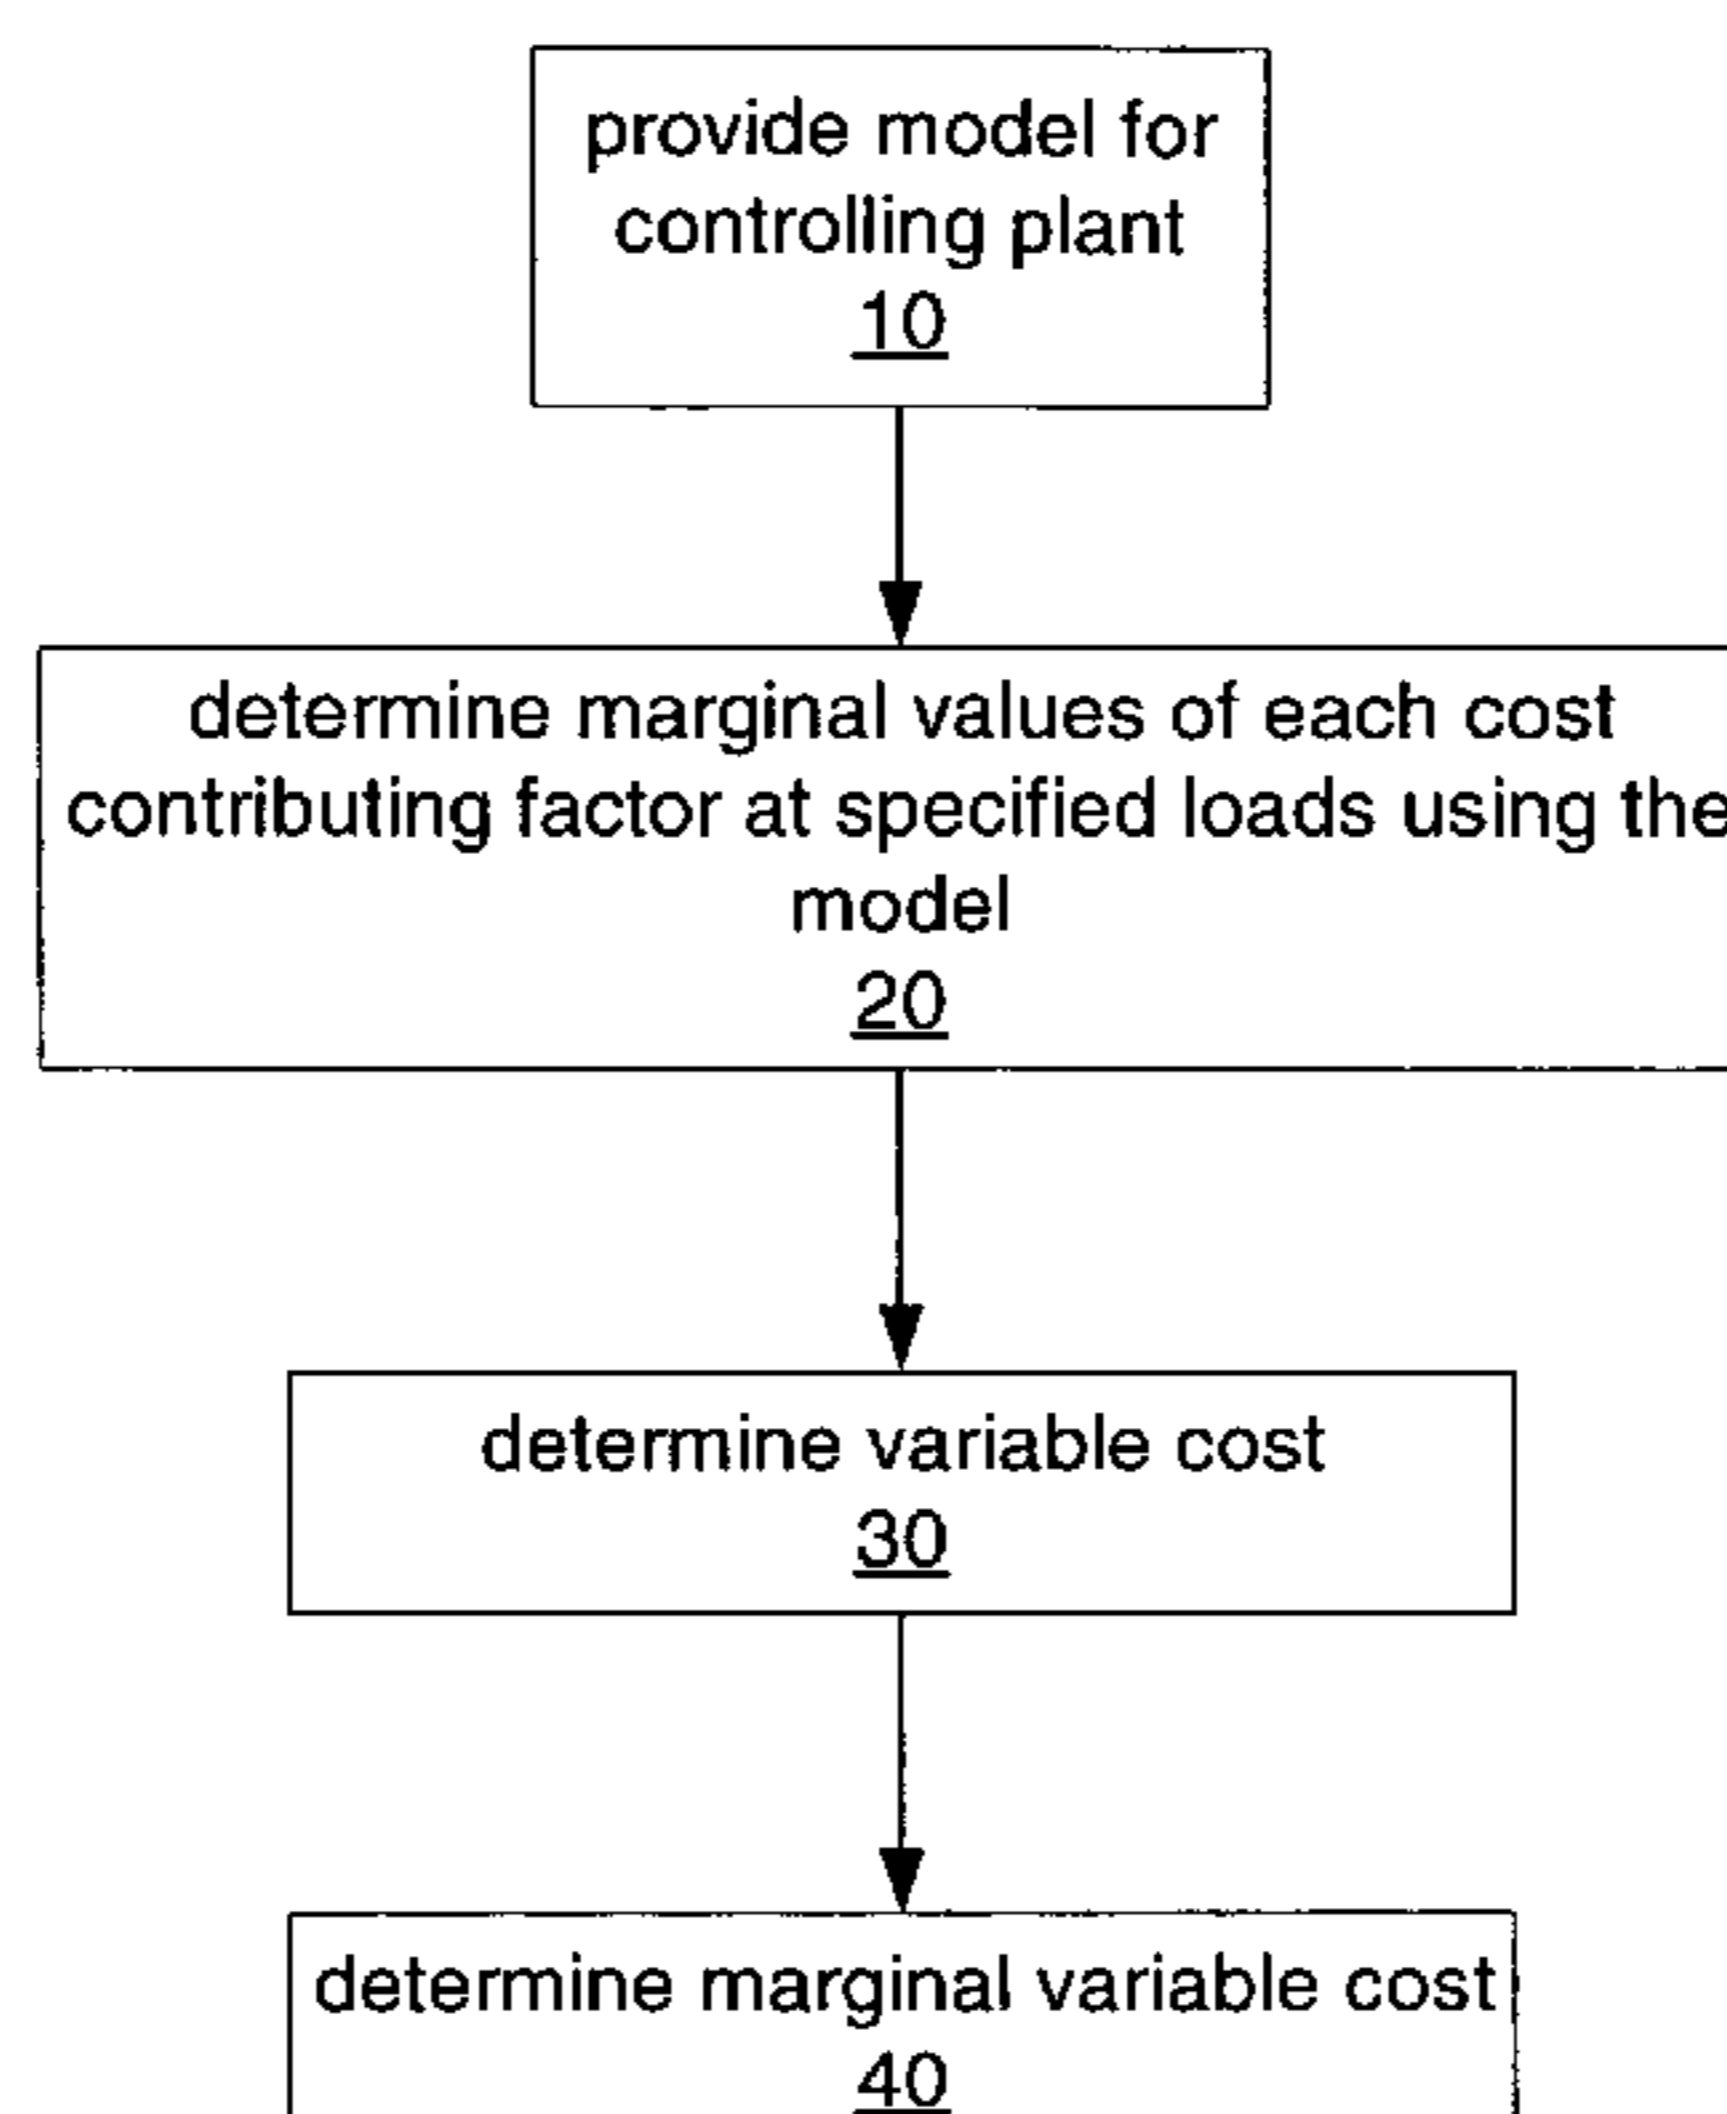 provide model for
controlling plant
10
determine marginal values of each cost
contributing factor at specified loads using the
model
20
determine variable cost
30
determine marginal variable cost
40